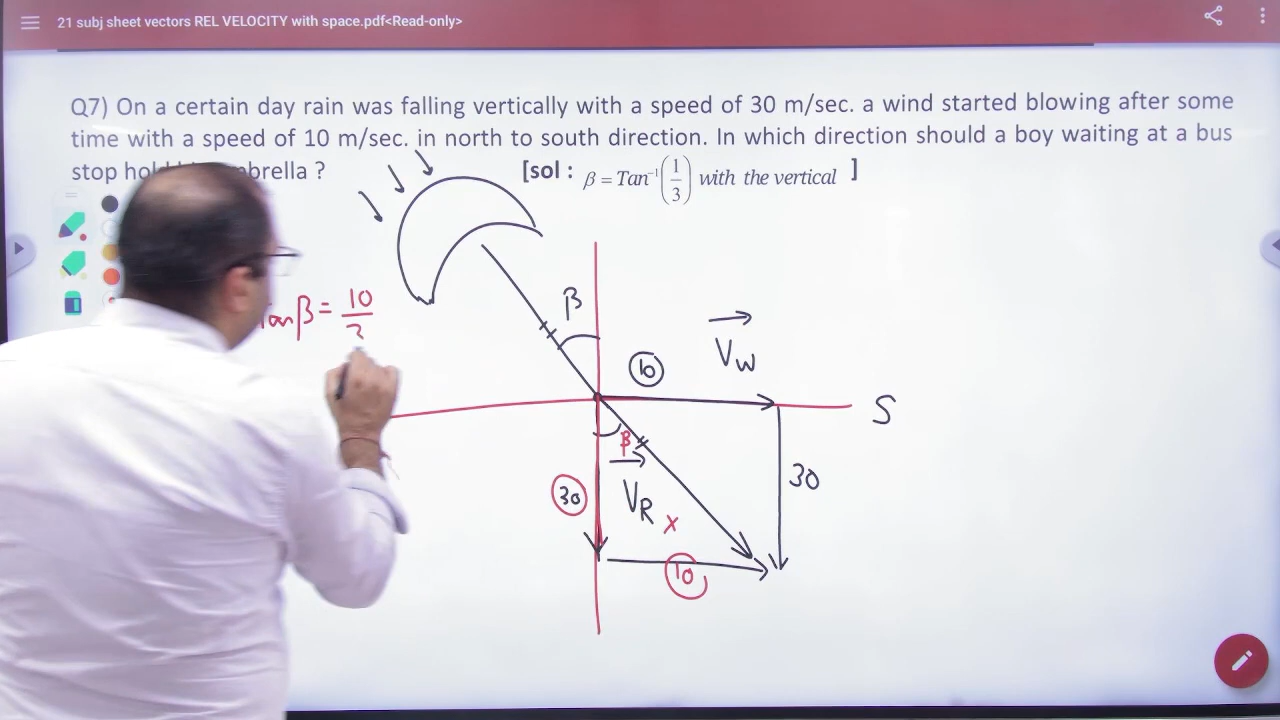 21 subj sheet vectors REL VELOCITY with space.pdf<Read-only>
Q7) On a certain day rain was falling vertically with a speed of 30 m/sec. a wind started blowing after some
time with a speed of 10 m/sec. in north to south direction. In which direction should a boy waiting at a bus
stop brella ?
[sol : β = Tan⁻¹(1/3) with the vertical ]
β = 10
β
10
V_W
S
β
30
V_R
x
30
10